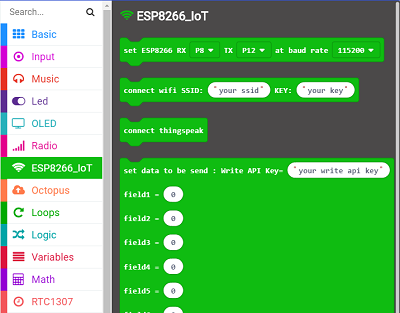 Search...
Basic
Input
Music
Led
OLED
Radio
ESP8266_IoT
Octopus
Loops
Logic
Variables
Math
RTC1307
ESP8266_IoT
set ESP8266 RX P8 TX P12 at baud rate 115200
connect wifi SSID: "your ssid" KEY: "your key"
connect thingspeak
set data to be send : Write API Key= "your write api key"
field1 = 0
field2 = 0
field3 = 0
field4 = 0
field5 = 0